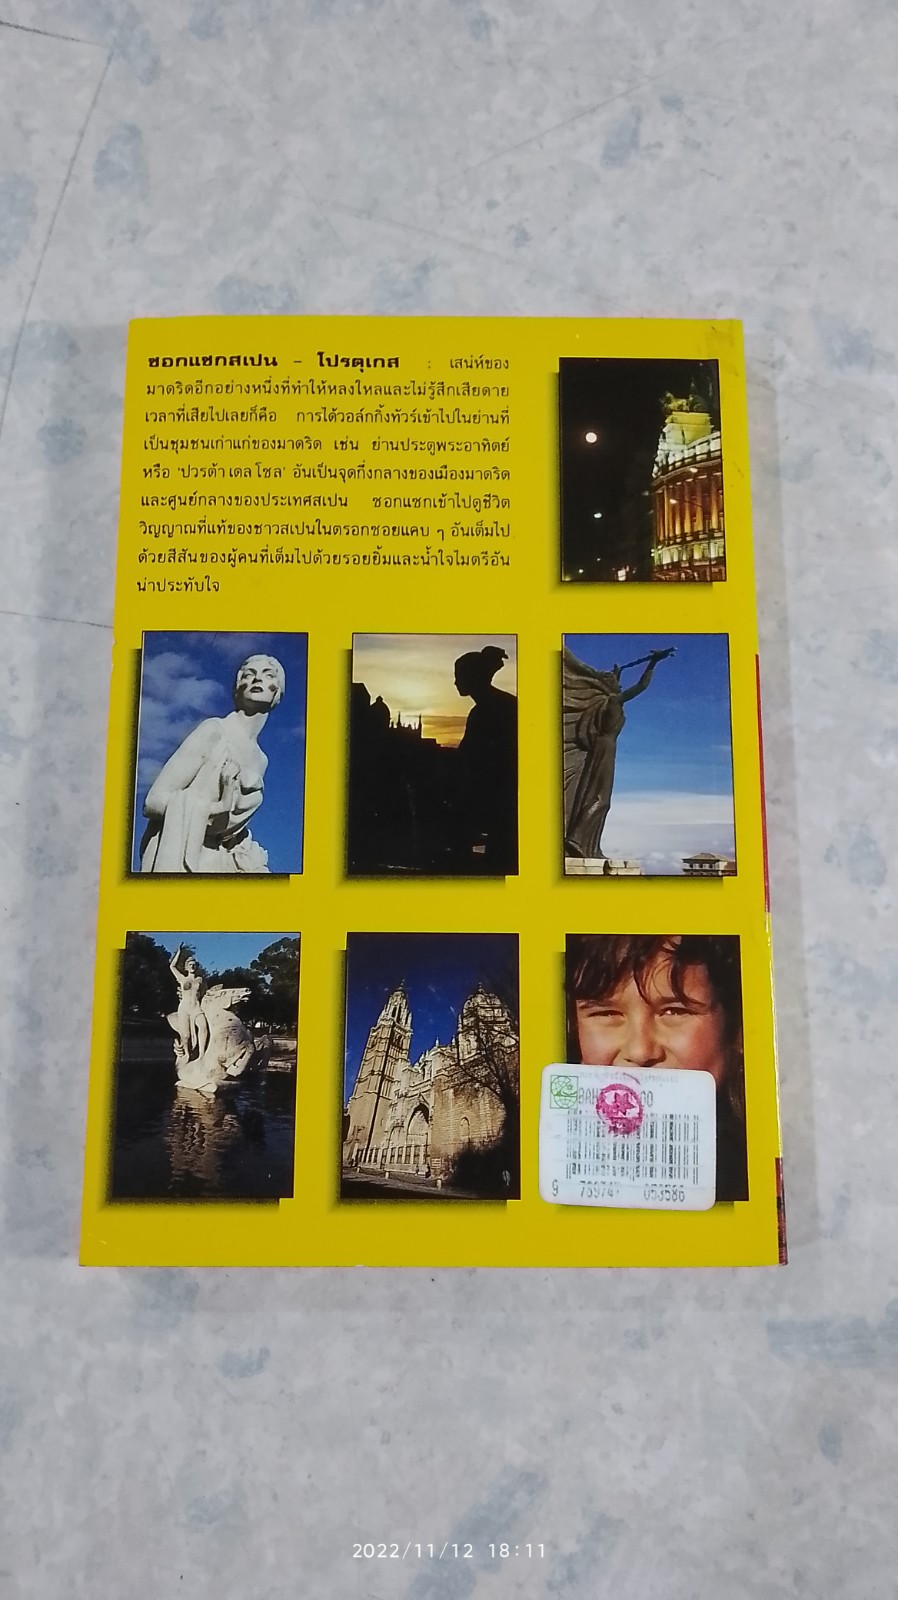 ซอกแซกสเปน - โปรตุเกส : เสน่ห์ของ
มาดริดอีกอย่างหนึ่งที่ทำให้หลงใหลและไม่รู้สึกเสียดาย
เวลาที่เสียไปเลยก็คือ การได้วอล์กกิ้งทัวร์เข้าไปในย่านที่
เป็นชุมชนเก่าแก่ของมาดริด เช่น ย่านประตูพระอาทิตย์
หรือ 'ปวรต้า เดล โซล' อันเป็นจุดกึ่งกลางของเมืองมาดริด
และศูนย์กลางของประเทศสเปน ซอกแซกเข้าไปดูชีวิต
วิญญาณที่แท้ของชาวสเปนในตรอกซอยแคบ ๆ อันเต็มไป
ด้วยสีสันของผู้คนที่เต็มไปด้วยรอยยิ้มและน้ำใจไมตรีอัน
น่าประทับใจ
9 789747 053586
2022/11/12 18:11